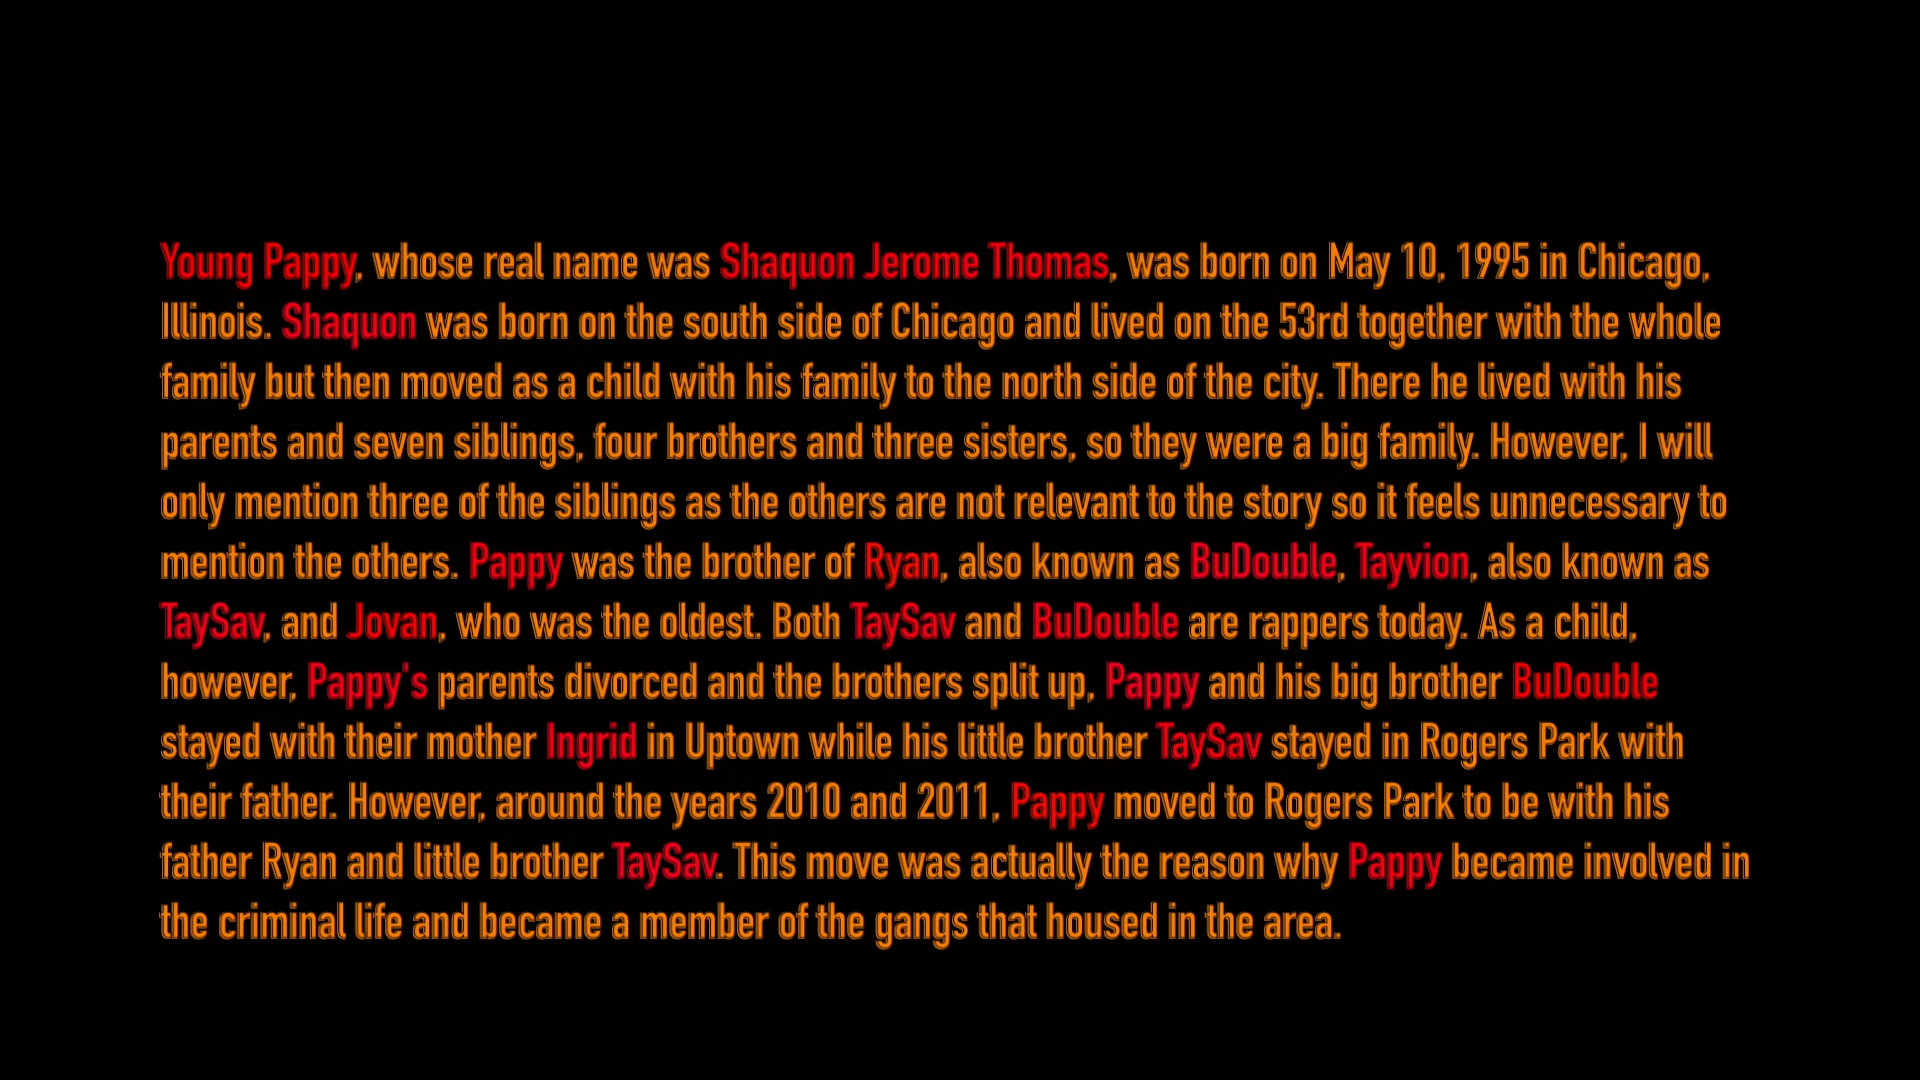 Young Pappy, whose real name was Shaquon Jerome Thomas, was born on May 10, 1995 in Chicago,
Illinois. Shaquon was born on the south side of Chicago and lived on the 53rd together with the whole
family but then moved as a child with his family to the north side of the city. There he lived with his
parents and seven siblings, four brothers and three sisters, so they were a big family. However, I will
only mention three of the siblings as the others are not relevant to the story so it feels unnecessary to
mention the others. Pappy was the brother of Ryan, also known as BuDouble, Tayvion, also known as
TaySav, and Jovan, who was the oldest. Both TaySav and BuDouble are rappers today. As a child,
however, Pappy's parents divorced and the brothers split up, Pappy and his big brother BuDouble
stayed with their mother Ingrid in Uptown while his little brother TaySav stayed in Rogers Park with
their father. However, around the years 2010 and 2011, Pappy moved to Rogers Park to be with his
father Ryan and little brother TaySav. This move was actually the reason why Pappy became involved in
the criminal life and became a member of the gangs that housed in the area.